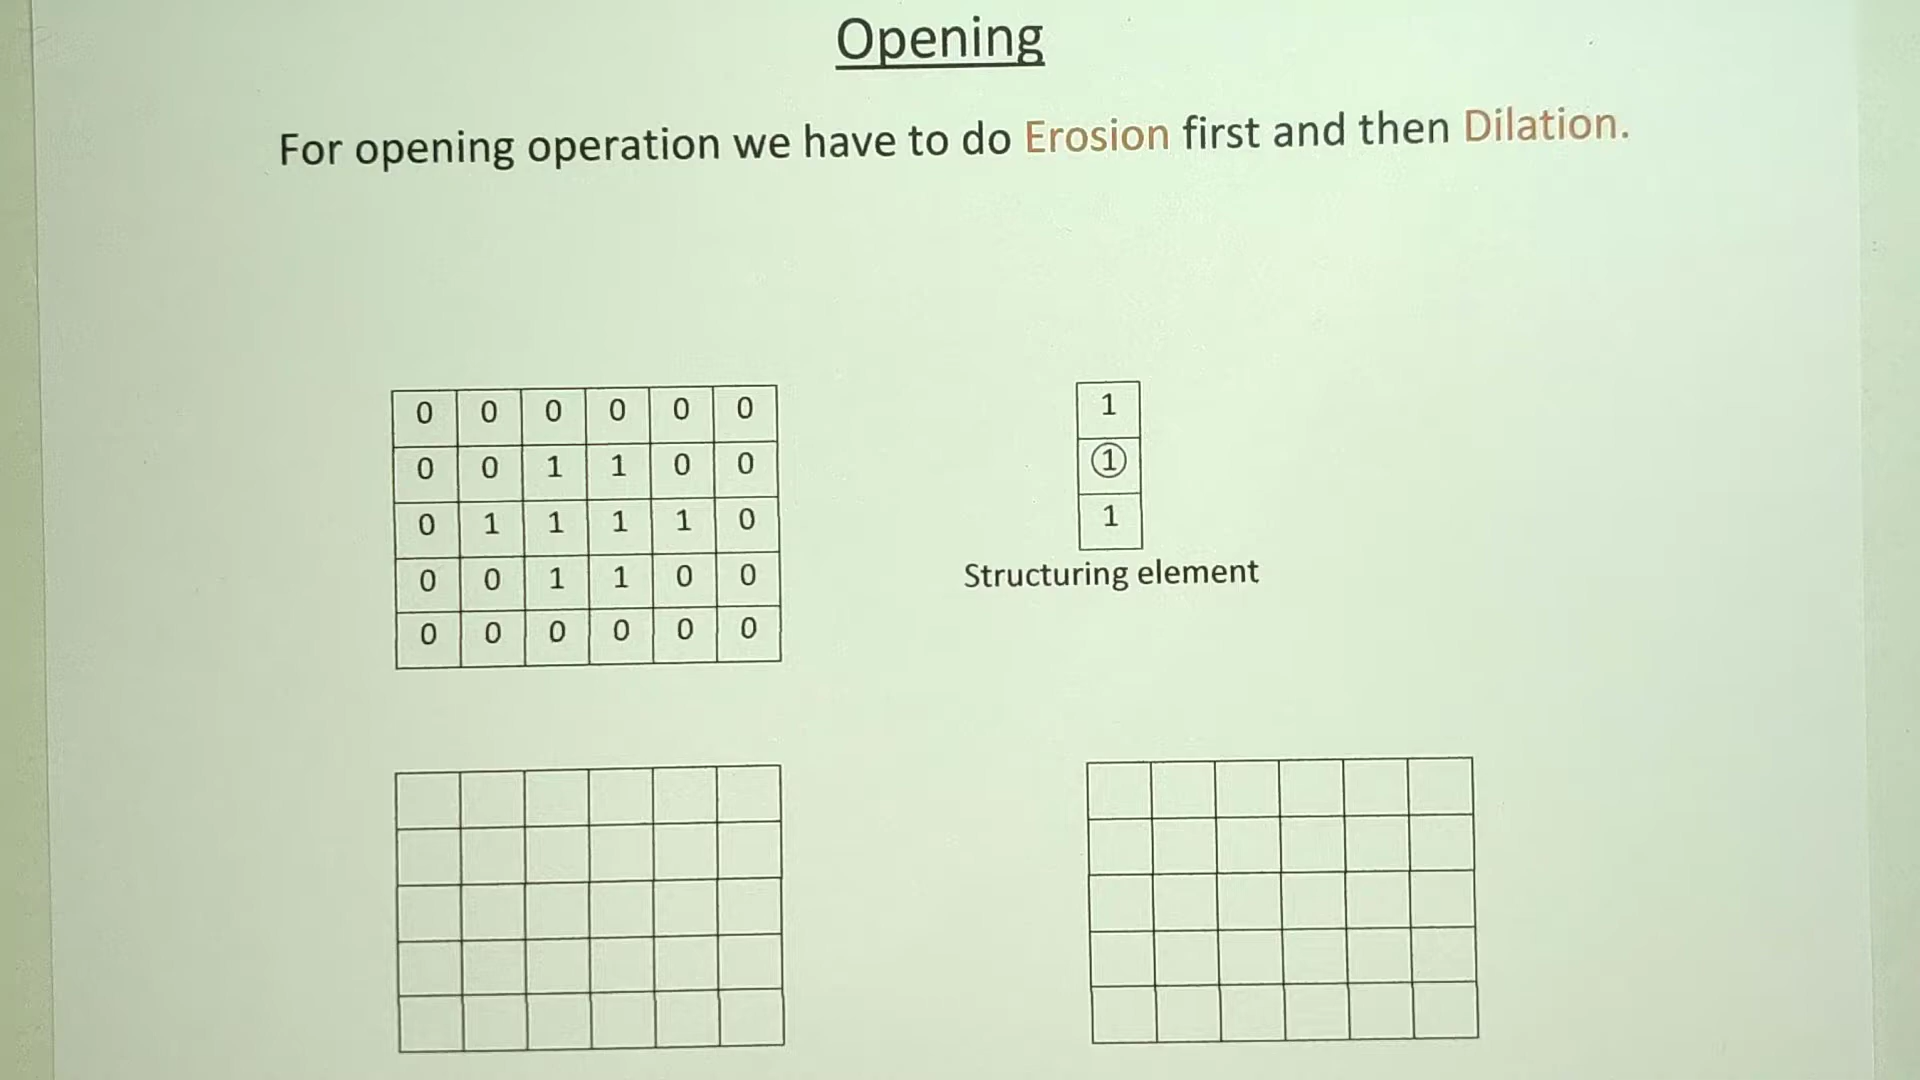 Opening
For opening operation we have to do Erosion first and then Dilation.
0 0 0 0 0 0
0 0 1 1 0 0
0 1 1 1 1 0
0 0 1 1 0 0
0 0 0 0 0 0
1
1
1
Structuring element